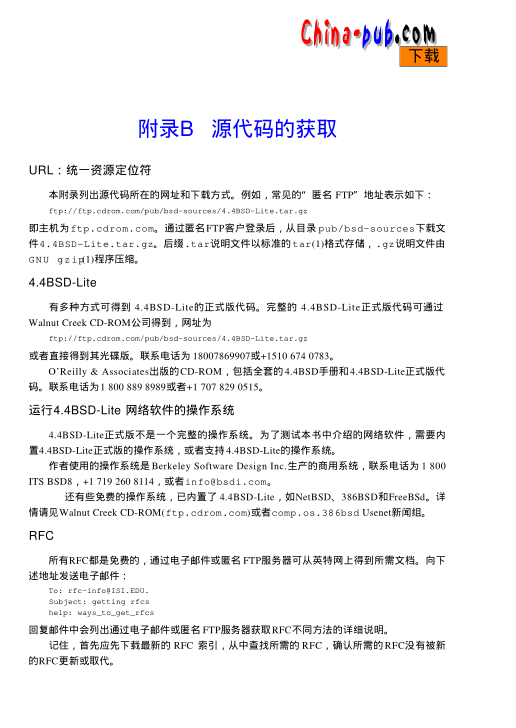 China-pub.com
下载
附录B 源代码的获取
URL：统一资源定位符
本附录列出源代码所在的网址和下载方式。例如，常见的“匿名 FTP”地址表示如下：
ftp://ftp.cdrom.com/pub/bsd-sources/4.4BSD-Lite.tar.gz
即主机为ftp.cdrom.com。通过匿名FTP客户登录后，从目录pub/bsd-sources下载文
件4.4BSD-Lite.tar.gz。后缀.tar说明文件以标准的tar(1)格式存储，.gz说明文件由
GNU gzip(1)程序压缩。
4.4BSD-Lite
有多种方式可得到 4.4BSD-Lite的正式版代码。完整的 4.4BSD-Lite正式版代码可通过
Walnut Creek CD-ROM公司得到，网址为
ftp://ftp.cdrom.com/pub/bsd-sources/4.4BSD-Lite.tar.gz
或者直接得到其光碟版。联系电话为18007869907或+1510 674 0783。
O’Reilly & Associates出版的CD-ROM，包括全套的4.4BSD手册和4.4BSD-Lite正式版代
码。联系电话为1 800 889 8989或者+1 707 829 0515。
运行4.4BSD-Lite 网络软件的操作系统
4.4BSD-Lite正式版不是一个完整的操作系统。为了测试本书中介绍的网络软件，需要内
置4.4BSD-Lite正式版的操作系统，或者支持4.4BSD-Lite的操作系统。
作者使用的操作系统是Berkeley Software Design Inc.生产的商用系统，联系电话为1 800
ITS BSD8，+1 719 260 8114，或者info@bsdi.com。
还有些免费的操作系统，已内置了 4.4BSD-Lite，如NetBSD、386BSD和FreeBSd。详
情请见Walnut Creek CD-ROM(ftp.cdrom.com)或者comp.os.386bsd Usenet新闻组。
RFC
所有RFC都是免费的，通过电子邮件或匿名FTP服务器可从英特网上得到所需文档。向下
述地址发送电子邮件：
To: rfc-info@ISI.EDU.
Subject: getting rfcs
help: ways_to_get_rfcs
回复邮件中会列出通过电子邮件或匿名 FTP服务器获取RFC不同方法的详细说明。
记住，首先应先下载最新的 RFC 索引，从中查找所需的 RFC，确认所需的RFC没有被新
的RFC更新或取代。